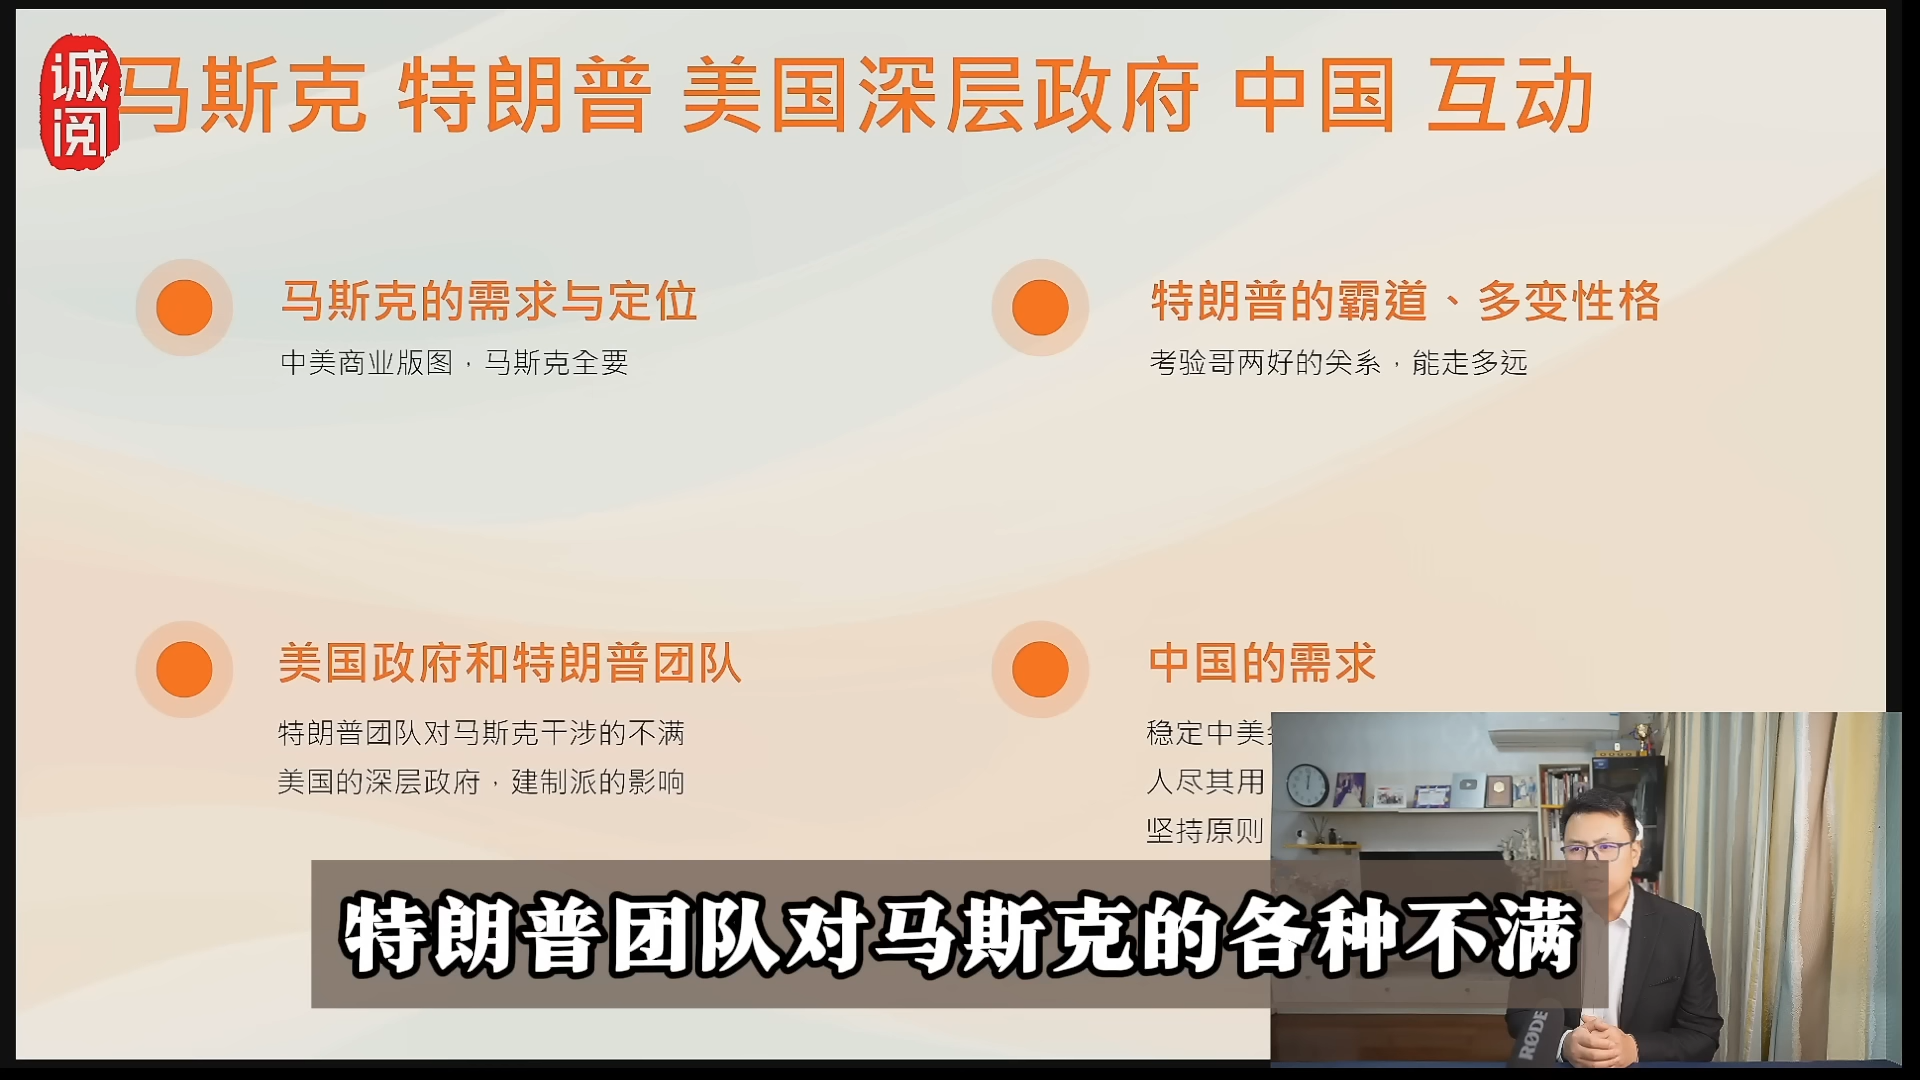 诚阅
马斯克 特朗普 美国深层政府 中国 互动
马斯克的需求与定位
中美商业版图，马斯克全要
特朗普的霸道、多变性格
考验哥两好的关系，能走多远
美国政府和特朗普团队
特朗普团队对马斯克干涉的不满
美国的深层政府，建制派的影响
中国的需求
稳定中美
人尽其用
坚持原则
特朗普团队对马斯克的各种不满
RØDE